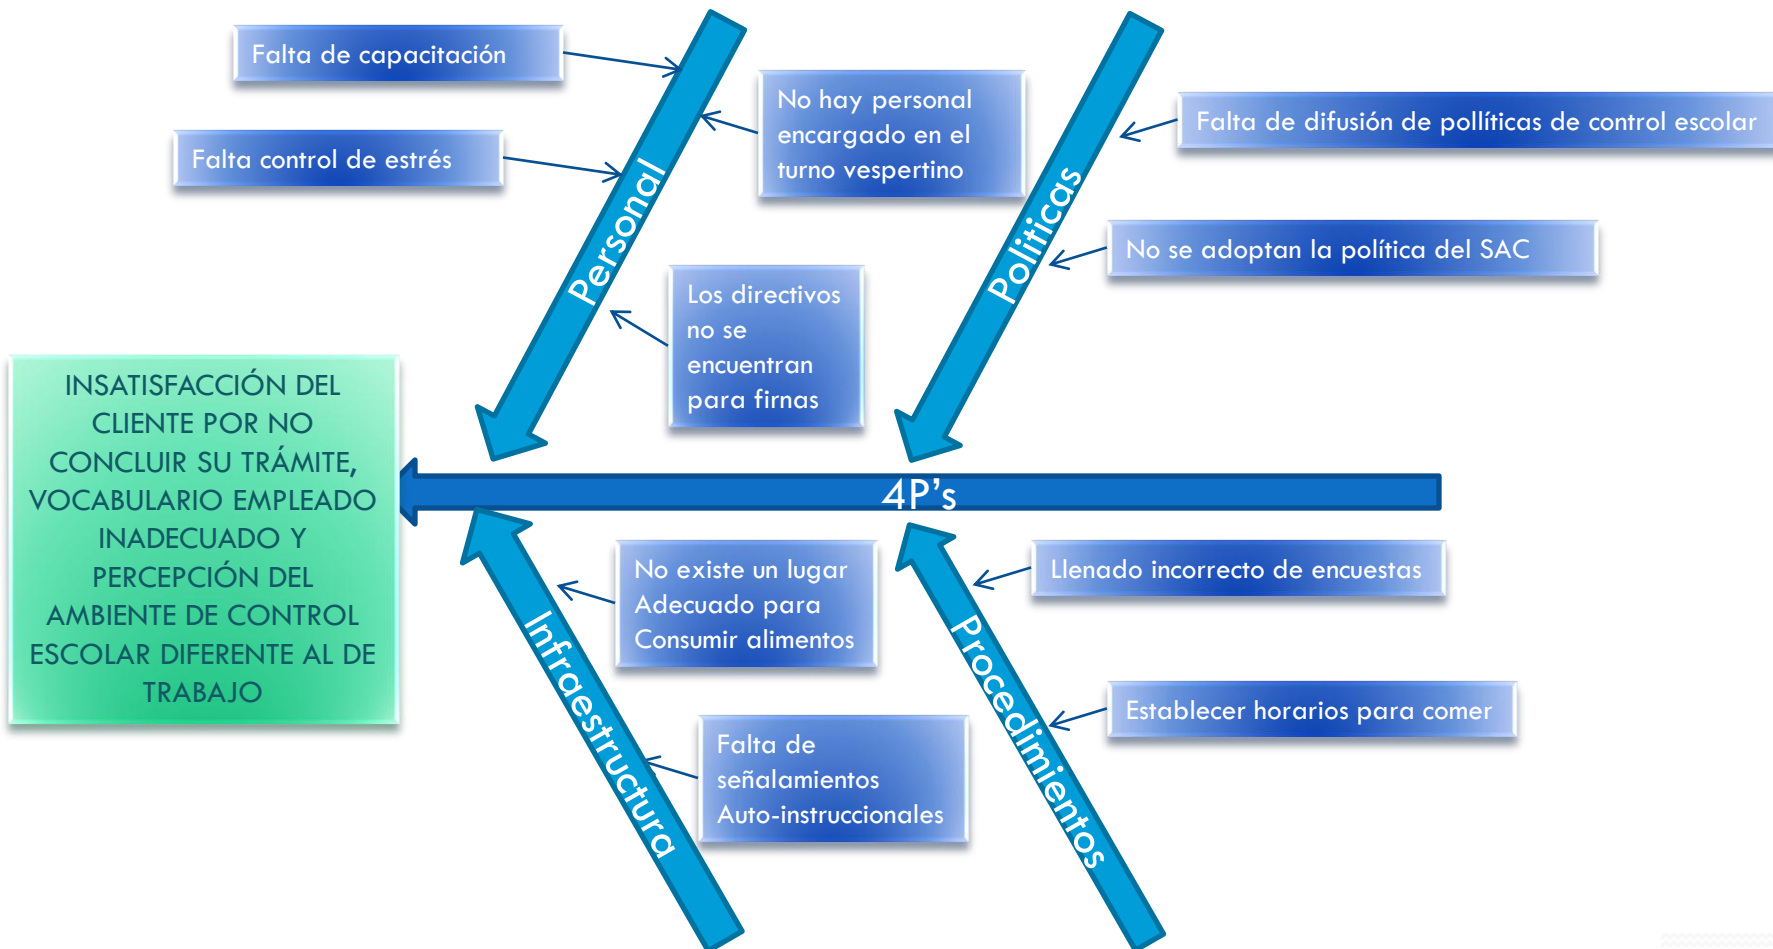 Falta de capacitación
Falta control de estrés
No hay personal
encargado en el
turno vespertino
Los directivos
no se
encuentran
para firnas
Personal
Falta de difusión de pollíticas de control escolar
No se adoptan la política del SAC
Politicas
INSATISFACCIÓN DEL
CLIENTE POR NO
CONCLUIR SU TRÁMITE,
VOCABULARIO EMPLEADO
INADECUADO Y
PERCEPCIÓN DEL
AMBIENTE DE CONTROL
ESCOLAR DIFERENTE AL DE
TRABAJO
4P's
No existe un lugar
Adecuado para
Consumir alimentos
Infraestructura
Falta de
señalamientos
Auto-instruccionales
Llenado incorrecto de encuestas
Procedimientos
Establecer horarios para comer